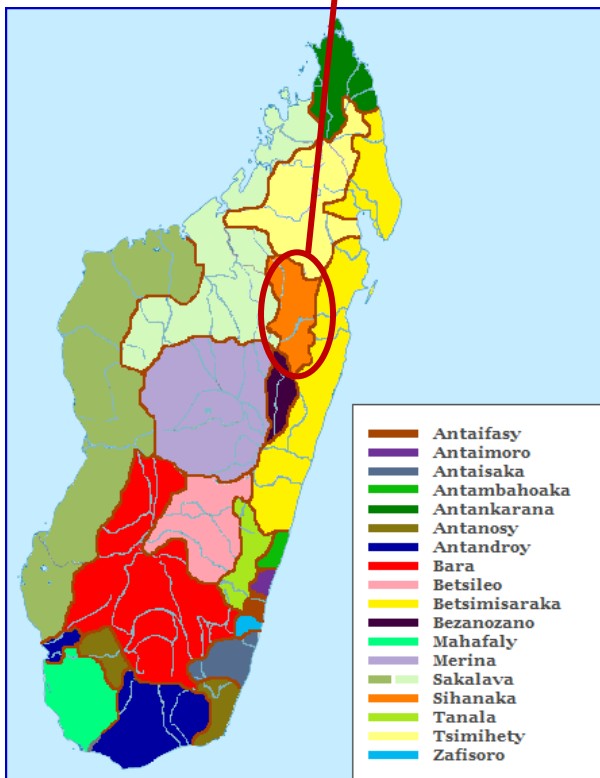 Antaifasy
Antaimoro
Antaisaka
Antambahoaka
Antankarana
Antanosy
Antandroy
Bara
Betsileo
Betsimisaraka
Bezanozano
Mahafaly
Merina
Sakalava
Sihanaka
Tanala
Tsimihety
Zafisoro